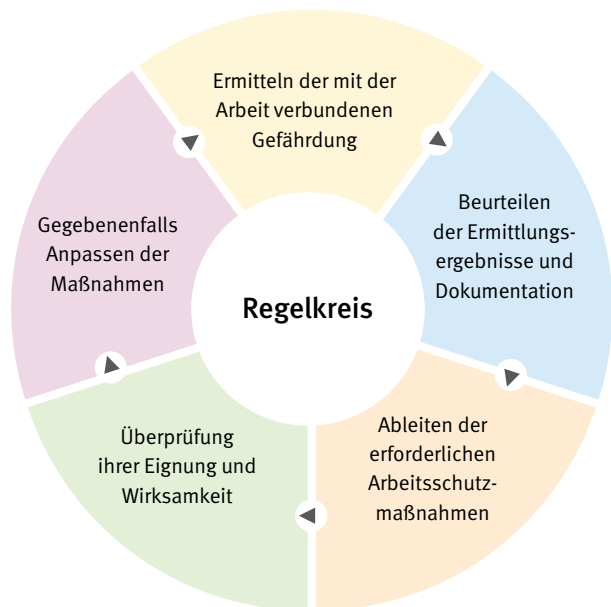 Ermitteln der mit der
Arbeit verbundenen
Gefährdung
Beurteilen
der Ermittlungs-
ergebnisse und
Dokumentation
Ableiten der
erforderlichen
Arbeitsschutz-
maßnahmen
Überprüfung
ihrer Eignung und
Wirksamkeit
Gegebenenfalls
Anpassen der
Maßnahmen
Regelkreis